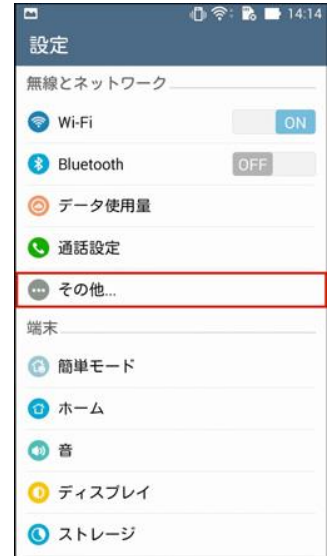 14:14
設定
無線とネットワーク
Wi-Fi ON
Bluetooth OFF
データ使用量
通話設定
その他...
端末
簡単モード
ホーム
音
ディスプレイ
ストレージ